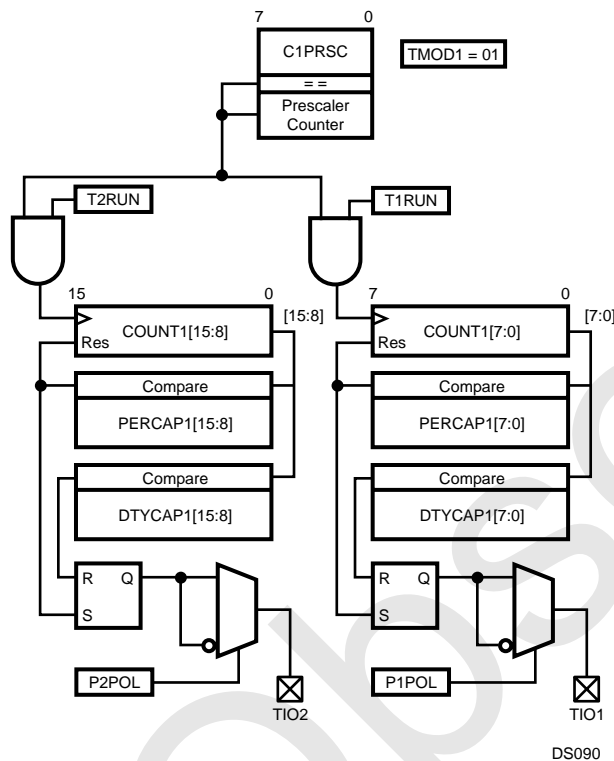 7 0
C1PRSC
TMOD1 = 01
= =
Prescaler
Counter
T2RUN
T1RUN
15 0
[15:8]
7 0
[7:0]
COUNT1[15:8]
Res
COUNT1[7:0]
Res
Compare
PERCAP1[15:8]
Compare
PERCAP1[7:0]
Compare
DTYCAP1[15:8]
Compare
DTYCAP1[7:0]
R Q
S
R Q
S
P2POL
TIO2
P1POL
TIO1
DS090